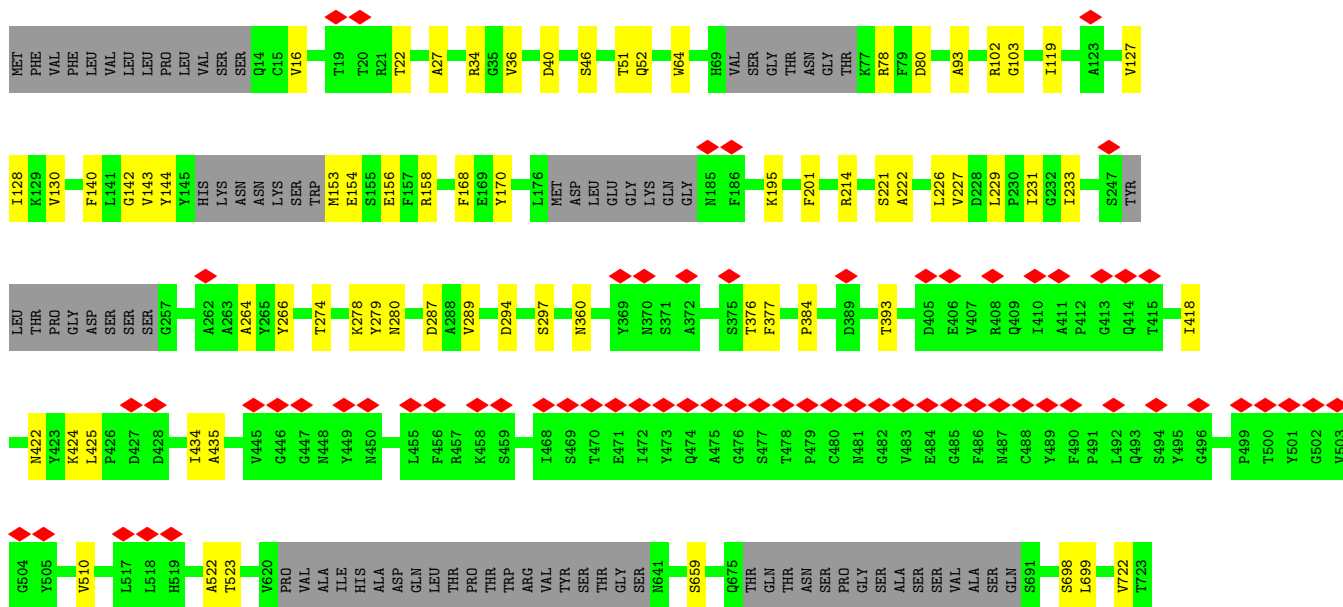 MET PHE VAL PHE LEU VAL LEU LEU PRO LEU VAL SER SER Q14 C15 V16 T19 T20 R21 T22 A27 R34 G35 V36 D40 S46 T51 Q52 W64 H69 VAL SER GLY THR ASN GLY THR K77 R78 F79 D80 A93 R102 G103 I119 A123 V127
I128 K129 V130 F140 L141 G142 V143 Y144 Y145 HIS LYS ASN ASN LYS SER TRP M153 E154 S155 E156 F157 R158 F168 E169 Y170 L176 MET ASP LEU GLU GLY LYS GLN GLY N185 F186 K195 F201 R214 S221 A222 L226 V227 D228 L229 P230 I231 G232 I233 S247 TYR
LEU THR PRO GLY ASP SER SER SER G257 A262 A263 A264 Y265 Y266 T274 K278 Y279 N280 D287 A288 V289 D294 S297 N360 Y369 N370 S371 A372 S375 T376 F377 P384 D389 T393 D405 E406 V407 R408 Q409 I410 A411 P412 G413 Q414 T415 I418
N422 Y423 K424 L425 P426 D427 D428 I434 A435 V445 G446 G447 N448 Y449 N450 L455 F456 R457 K458 S459 I468 S469 T470 E471 I472 Y473 Q474 A475 G476 S477 T478 P479 C480 N481 G482 V483 E484 G485 F486 N487 C488 Y489 F490 P491 L492 Q493 S494 Y495 G496 P499 T500 Y501 G502 V503
G504 Y505 V510 L517 L518 H519 A522 T523 V620 PRO VAL ALA ILE HIS ALA ASP GLN LEU THR PRO THR TRP ARG VAL TYR SER THR GLY SER N641 S659 Q675 THR GLN THR ASN SER PRO GLY SER ALA SER SER VAL ALA SER GLN S691 S698 L699 V722 T723